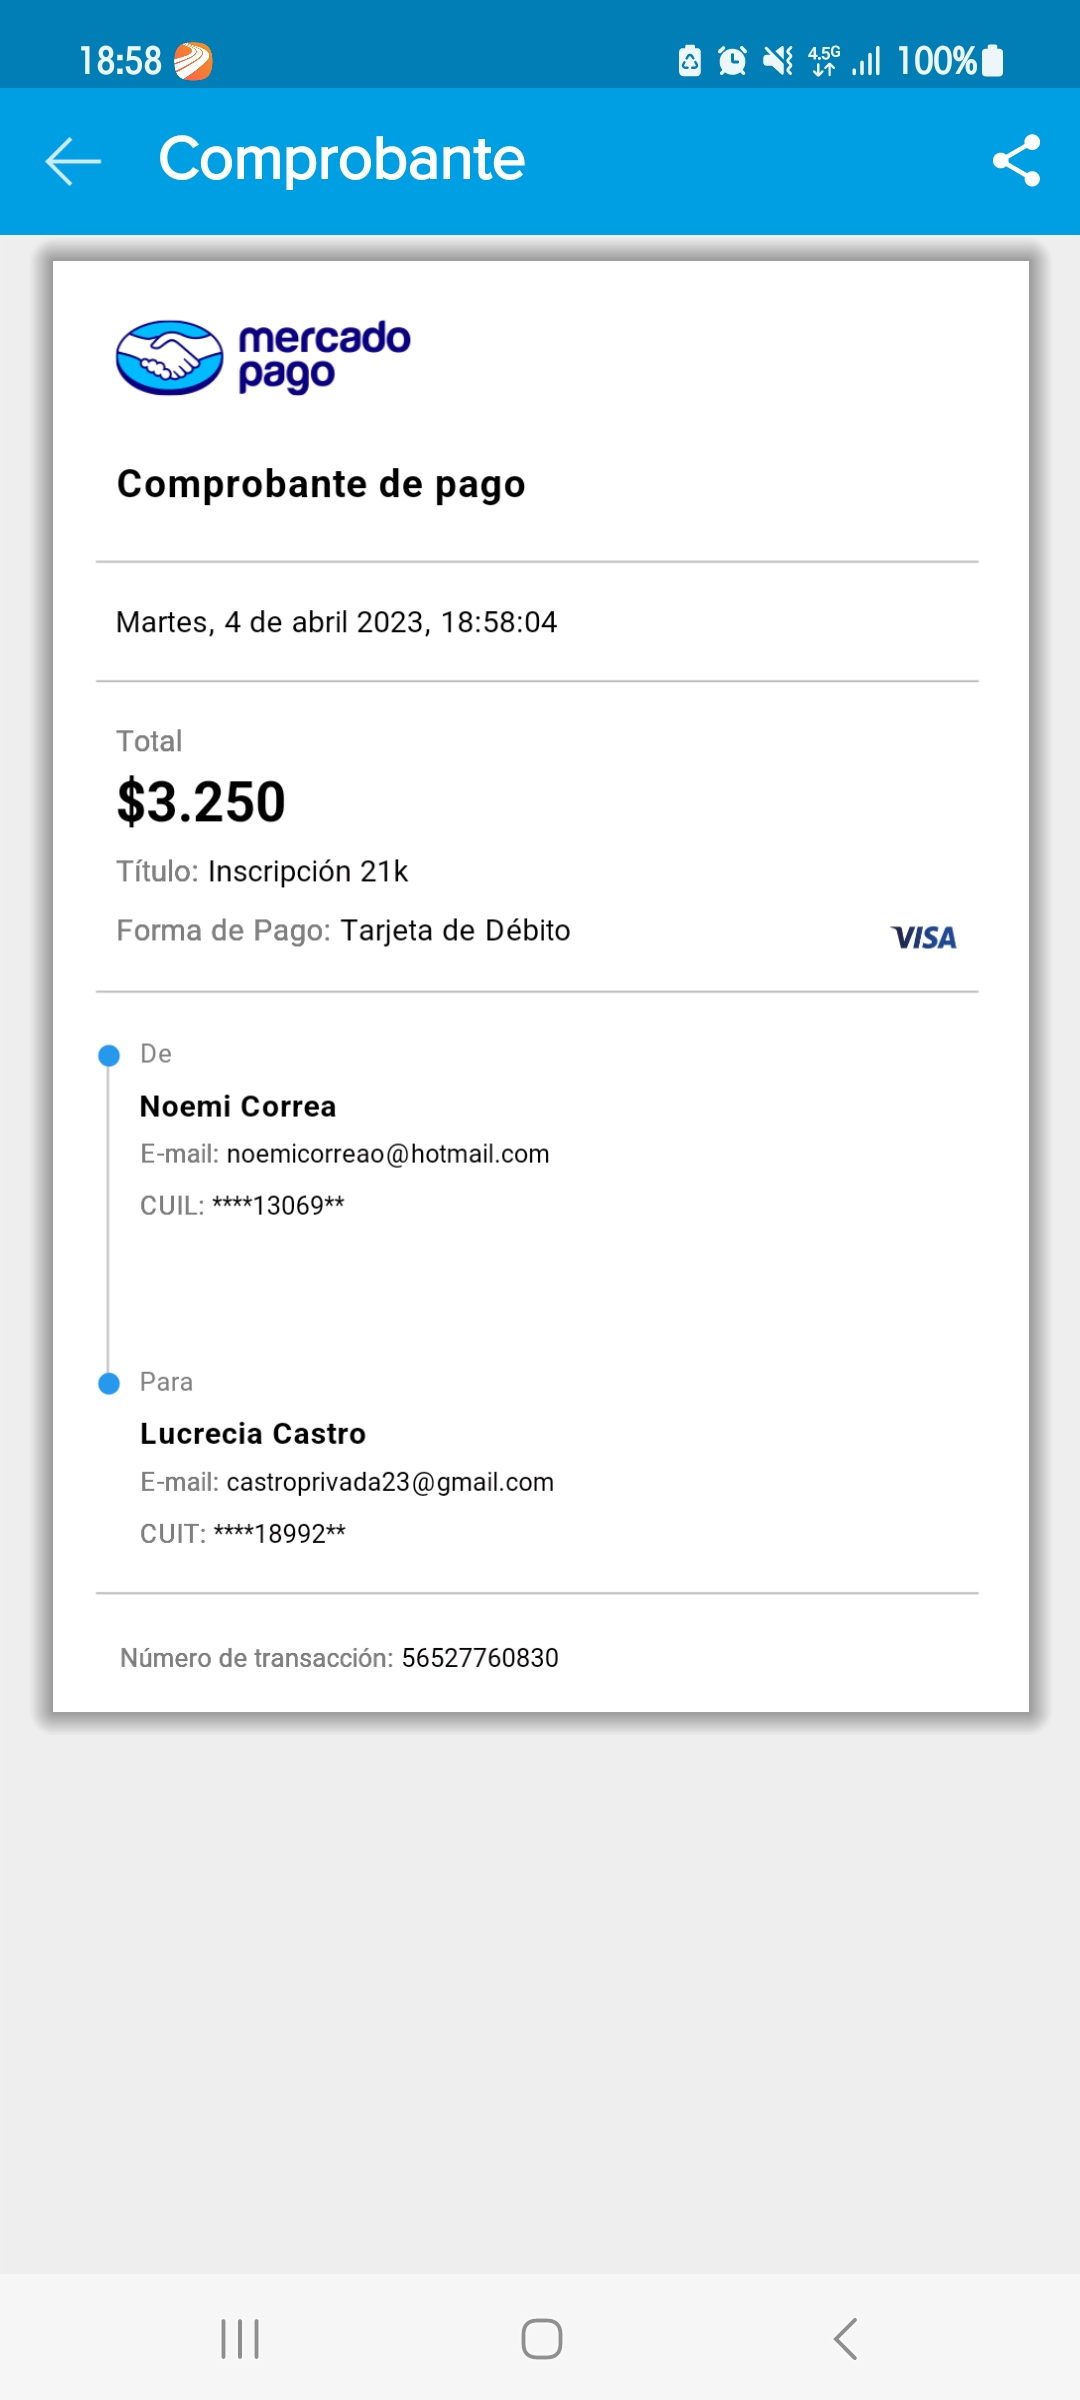 18:58 4.5G 100%
Comprobante
mercado
pago
Comprobante de pago
Martes, 4 de abril 2023, 18:58:04
Total
$3.250
Título: Inscripción 21k
Forma de Pago: Tarjeta de Débito VISA
De
Noemi Correa
E-mail: noemicorreao@hotmail.com
CUIL: ****13069**
Para
Lucrecia Castro
E-mail: castroprivada23@gmail.com
CUIT: ****18992**
Número de transacción: 56527760830